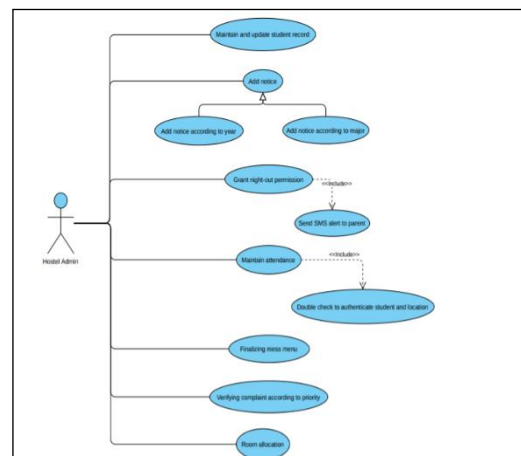 Maintain and update student record
Add notice
Add notice according to year
Add notice according to major
Grant night-out permission
<<Include>>
Send SMS alert to parent
Hostel Admin
Maintain attendance
<<Include>>
Double check to authenticate student and location
Finalizing mess menu
Verifying complaint according to priority
Room allocation